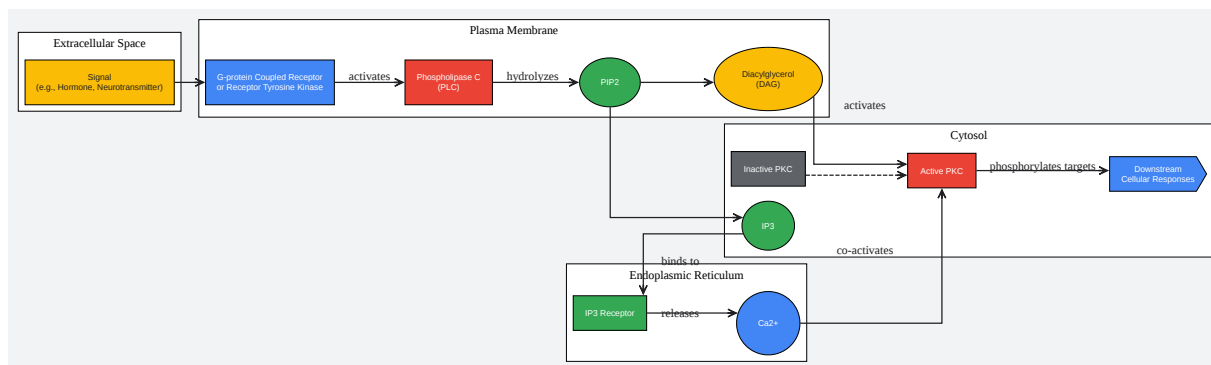 Plasma Membrane
Extracellular Space
Signal
(e.g., Hormone, Neurotransmitter)
G-protein Coupled Receptor
or Receptor Tyrosine Kinase
activates
Phospholipase C
(PLC)
hydrolyzes
PIP2
Diacylglycerol
(DAG)
activates
Cytosol
Inactive PKC
Active PKC
phosphorylates targets
Downstream
Cellular Responses
IP3
co-activates
binds to
Endoplasmic Reticulum
IP3 Receptor
releases
Ca2+